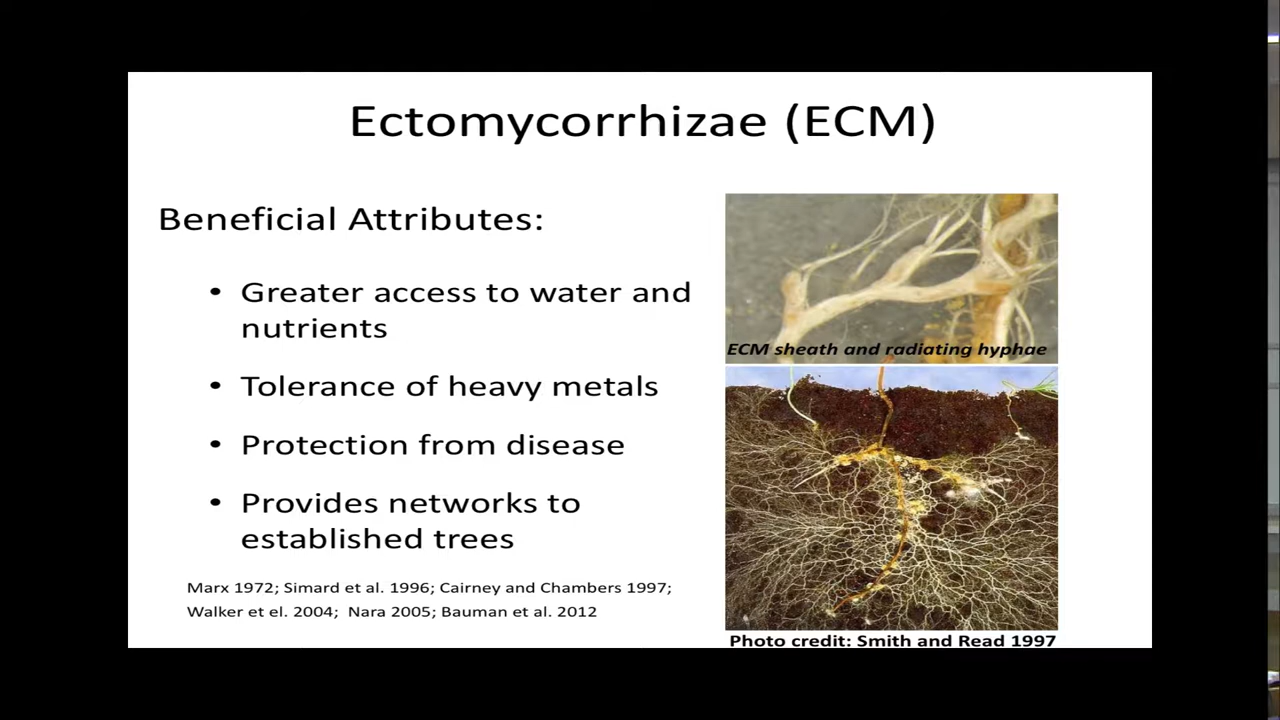 Ectomycorrhizae (ECM)
Beneficial Attributes:
• Greater access to water and
nutrients
• Tolerance of heavy metals
• Protection from disease
• Provides networks to
established trees
Marx 1972; Simard et al. 1996; Cairney and Chambers 1997;
Walker et el. 2004; Nara 2005; Bauman et al. 2012
ECM sheath and radiating hyphae
Photo credit: Smith and Read 1997